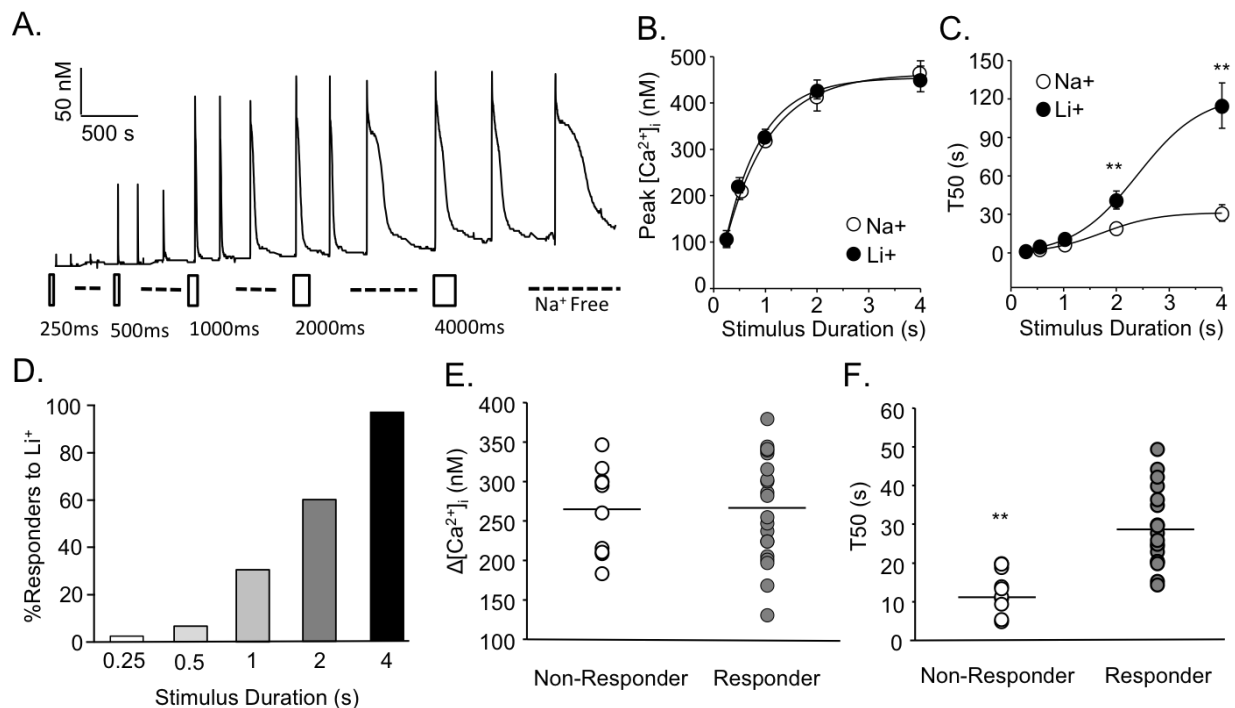 A.
50 nM
500 s
250ms
500ms
1000ms
2000ms
4000ms
Na⁺ Free
B.
Peak [Ca²⁺]ᵢ (nM)
500
400
300
200
100
0
Na+
Li+
0
1
2
3
4
Stimulus Duration (s)
C.
T50 (s)
150
120
90
60
30
0
Na+
Li+
**
**
0
1
2
3
4
Stimulus Duration (s)
D.
%Responders to Li⁺
100
80
60
40
20
0
0.25
0.5
1
2
4
Stimulus Duration (s)
E.
Δ[Ca²⁺]ᵢ (nM)
400
350
300
250
200
150
100
Non-Responder
Responder
F.
T50 (s)
60
50
40
30
20
10
0
**
Non-Responder
Responder